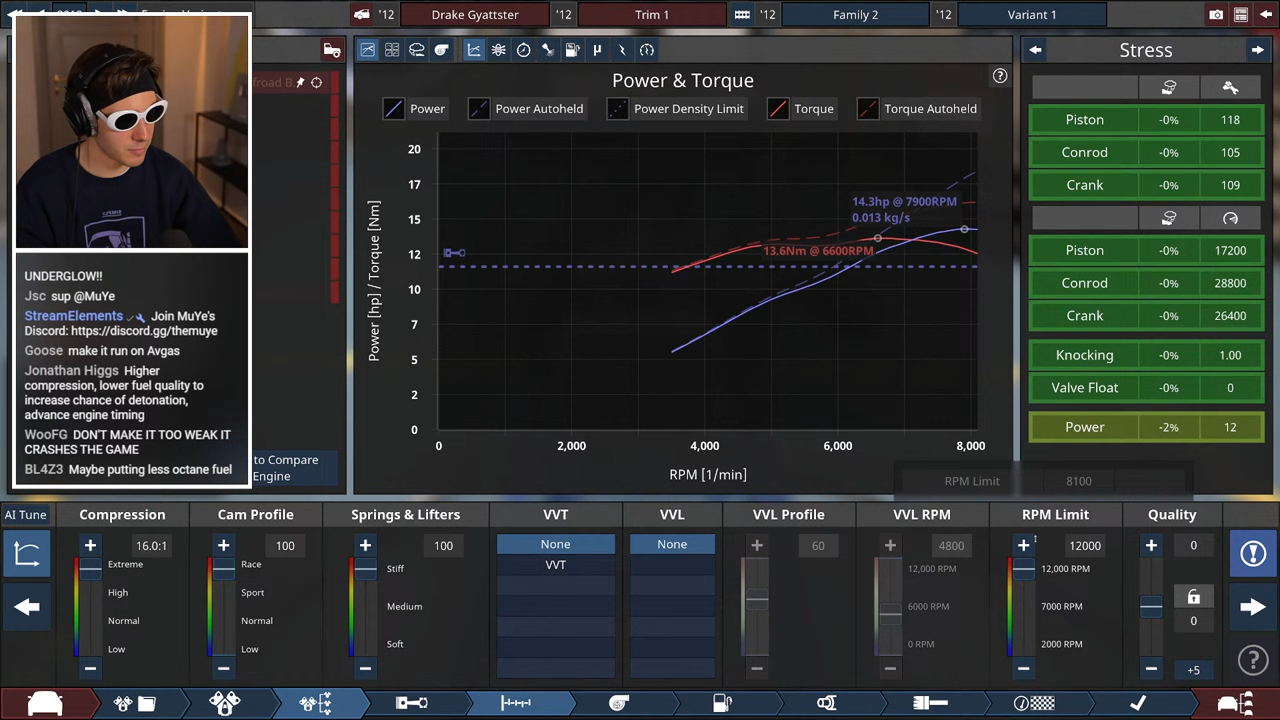 '12
Drake Gyattster
'12
Trim 1
'12
Family 2
'12
Variant 1
UNDERGLOW!!
Jsc sup @MuYe
StreamElements Join MuYe's
Discord: https://discord.gg/themuye
Goose make it run on Avgas
Jonathan Higgs Higher
compression, lower fuel quality to
increase chance of detonation,
advance engine timing
WooFG DON'T MAKE IT TOO WEAK IT
CRASHES THE GAME
BL4Z3 Maybe putting less octane fuel
to Compare
Engine
Power & Torque
Power
Power Autoheld
Power Density Limit
Torque
Torque Autoheld
Power [hp] / Torque [Nm]
20
17
15
12
10
7
5
2
0
14.3hp @ 7900RPM
0.013 kg/s
13.6Nm @ 6600RPM
0
2,000
4,000
6,000
8,000
RPM [1/min]
Stress
Piston -0% 118
Conrod -0% 105
Crank -0% 109
Piston -0% 17200
Conrod -0% 28800
Crank -0% 26400
Knocking -0% 1.00
Valve Float -0% 0
Power -2% 12
RPM Limit 8100
AI Tune
Compression
+ 16.0:1
Extreme
High
Normal
Low
Cam Profile
+ 100
Race
Sport
Normal
Low
Springs & Lifters
+ 100
Stiff
Medium
Soft
VVT
None
VVT
VVL
None
VVL Profile
+ 60
VVL RPM
+ 4800
12,000 RPM
6000 RPM
0 RPM
RPM Limit
+ 12000
12,000 RPM
7000 RPM
2000 RPM
Quality
+ 0
0
+5